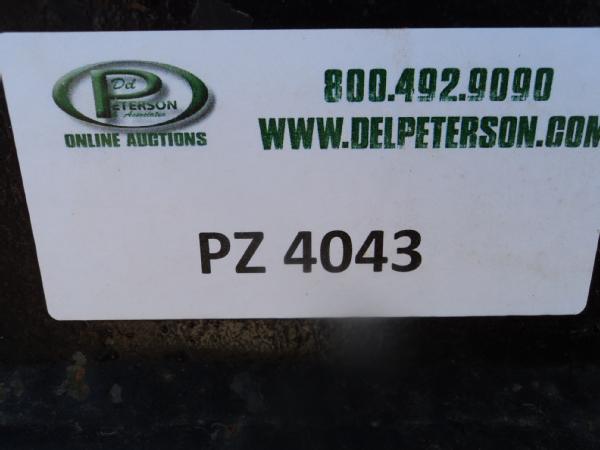 Del
PETERSON
Associates
ONLINE AUCTIONS
800.492.9090
WWW.DELPETERSON.COM
PZ 4043